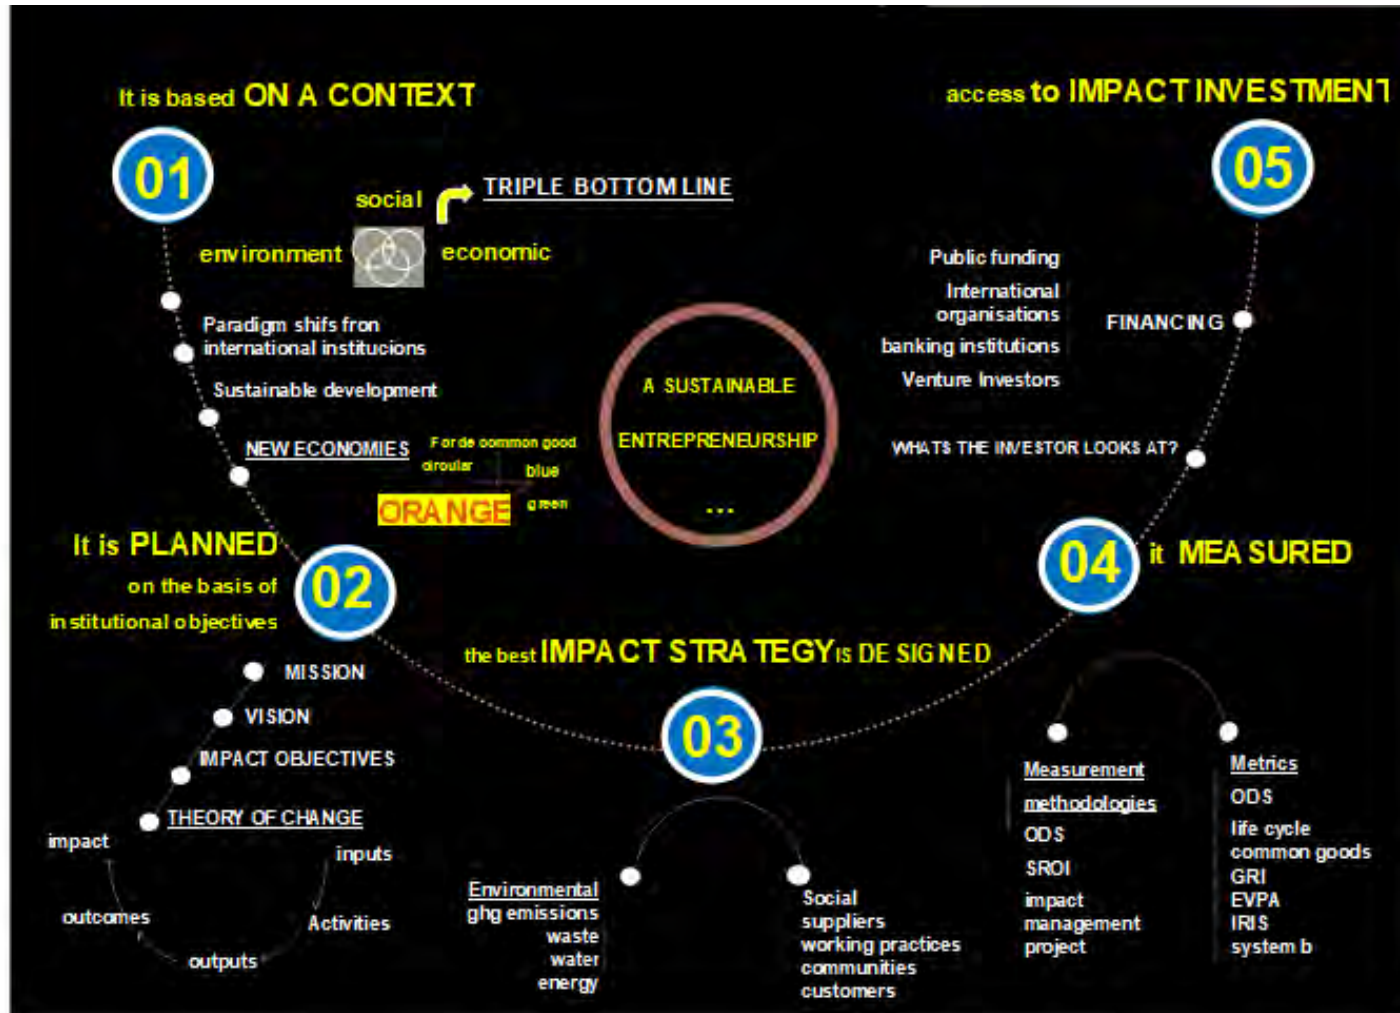 It is based ON A CONTEXT
01
social
TRIPLE BOTTOM LINE
environment
economic
Paradigm shifs fron
international institucions
Sustainable development
NEW ECONOMIES
For de common good
circular
blue
ORANGE
green
It is PLANNED
on the basis of
institutional objectives
02
MISSION
VISION
IMPACT OBJECTIVES
THEORY OF CHANGE
impact
inputs
outcomes
Activities
outputs
A SUSTAINABLE
ENTREPRENEURSHIP
...
the best IMPACT STRATEGY IS DESIGNED
03
Environmental
ghg emissions
waste
water
energy
Social
suppliers
working practices
communities
customers
04
it MEASURED
Measurement
methodologies
ODS
SROI
impact
management
project
Metrics
ODS
life cycle
common goods
GRI
EVPA
IRIS
system b
access to IMPACT INVESTMENT
05
Public funding
International
organisations
banking institutions
Venture Investors
FINANCING
WHATS THE INVESTOR LOOKS AT?